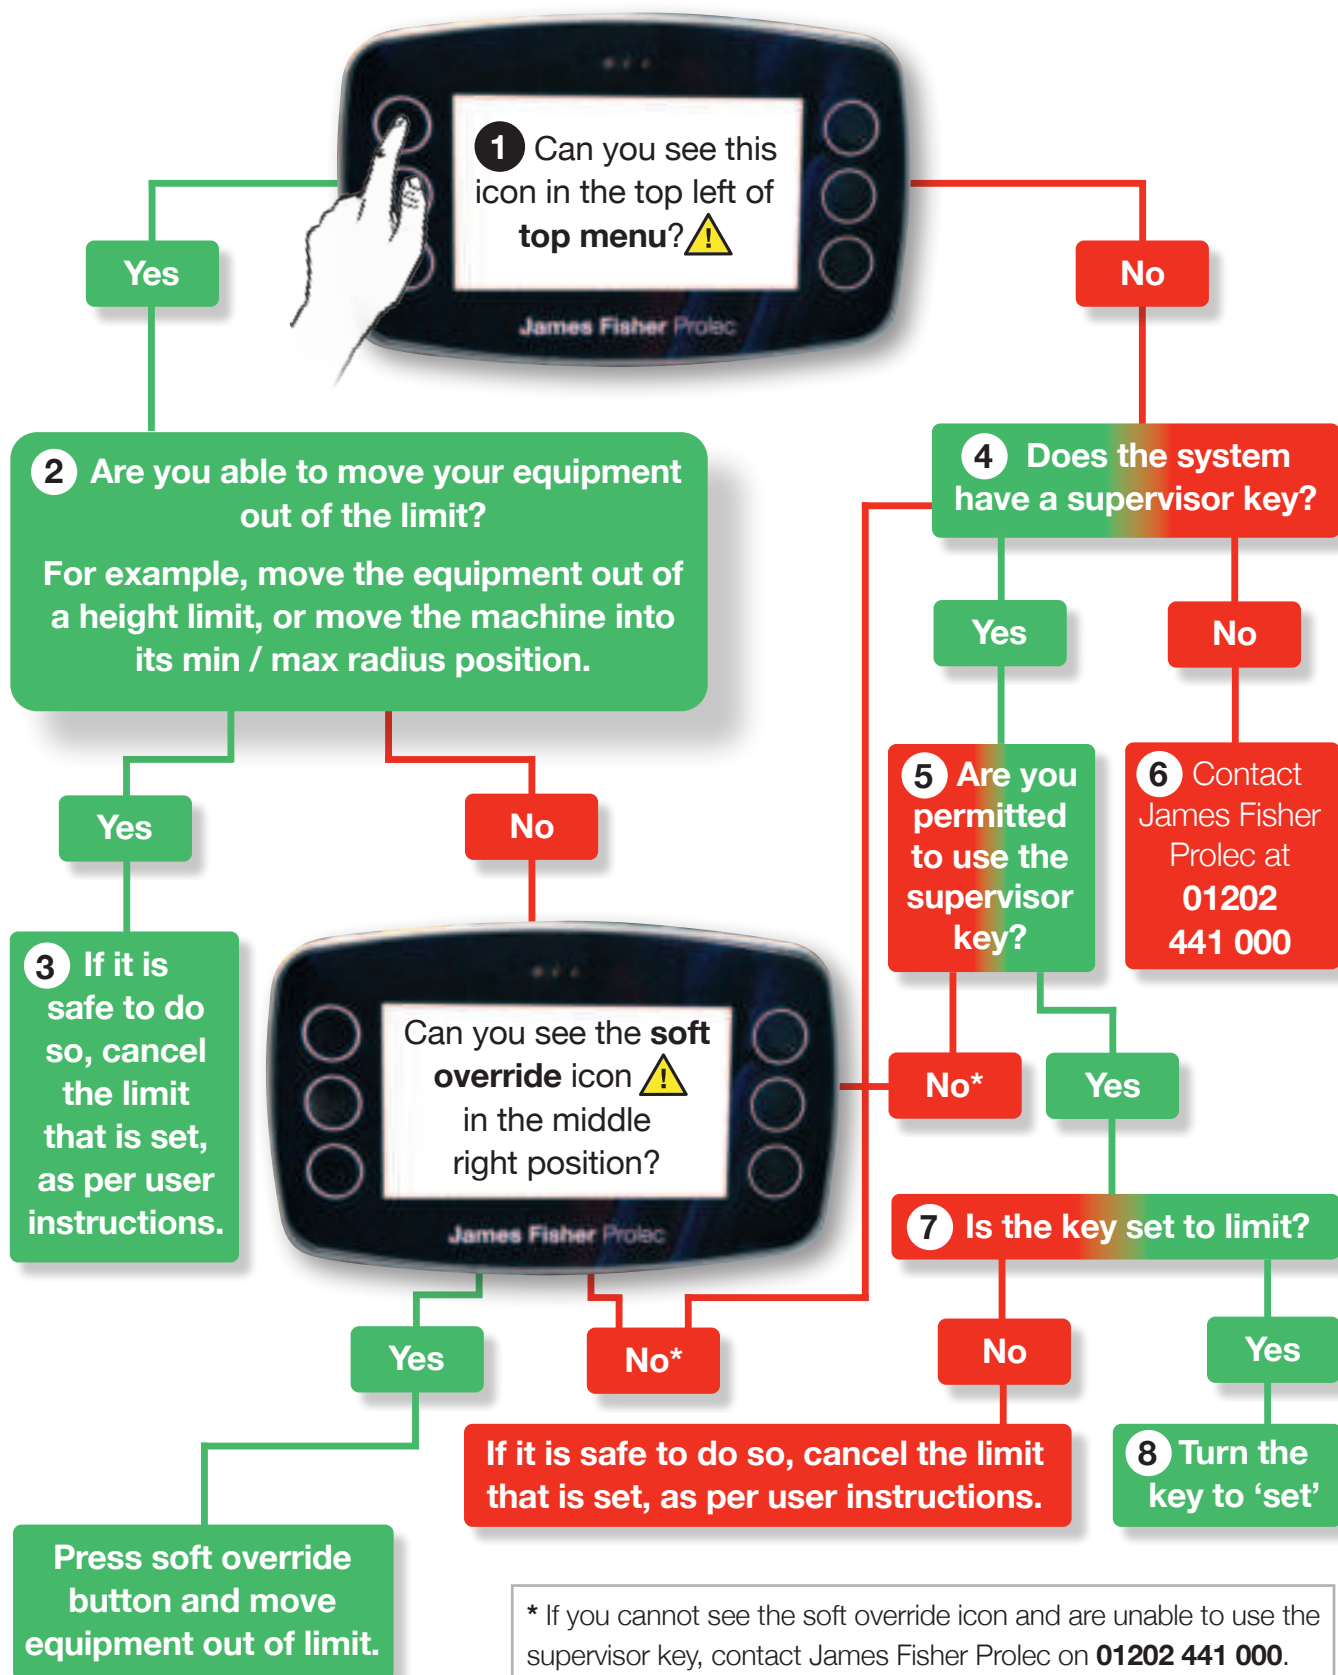 1 Can you see this
icon in the top left of
top menu? !
James Fisher Prolec
Yes
No
2 Are you able to move your equipment
out of the limit?
For example, move the equipment out of
a height limit, or move the machine into
its min / max radius position.
4 Does the system
have a supervisor key?
Yes
No
Yes
No
5 Are you
permitted
to use the
supervisor
key?
6 Contact
James Fisher
Prolec at
01202
441 000
3 If it is
safe to do
so, cancel
the limit
that is set,
as per user
instructions.
Can you see the soft
override icon !
in the middle
right position?
James Fisher Prolec
No*
Yes
7 Is the key set to limit?
Yes
No*
No
Yes
If it is safe to do so, cancel the limit
that is set, as per user instructions.
8 Turn the
key to ‘set’
Press soft override
button and move
equipment out of limit.
* If you cannot see the soft override icon and are unable to use the
supervisor key, contact James Fisher Prolec on 01202 441 000.